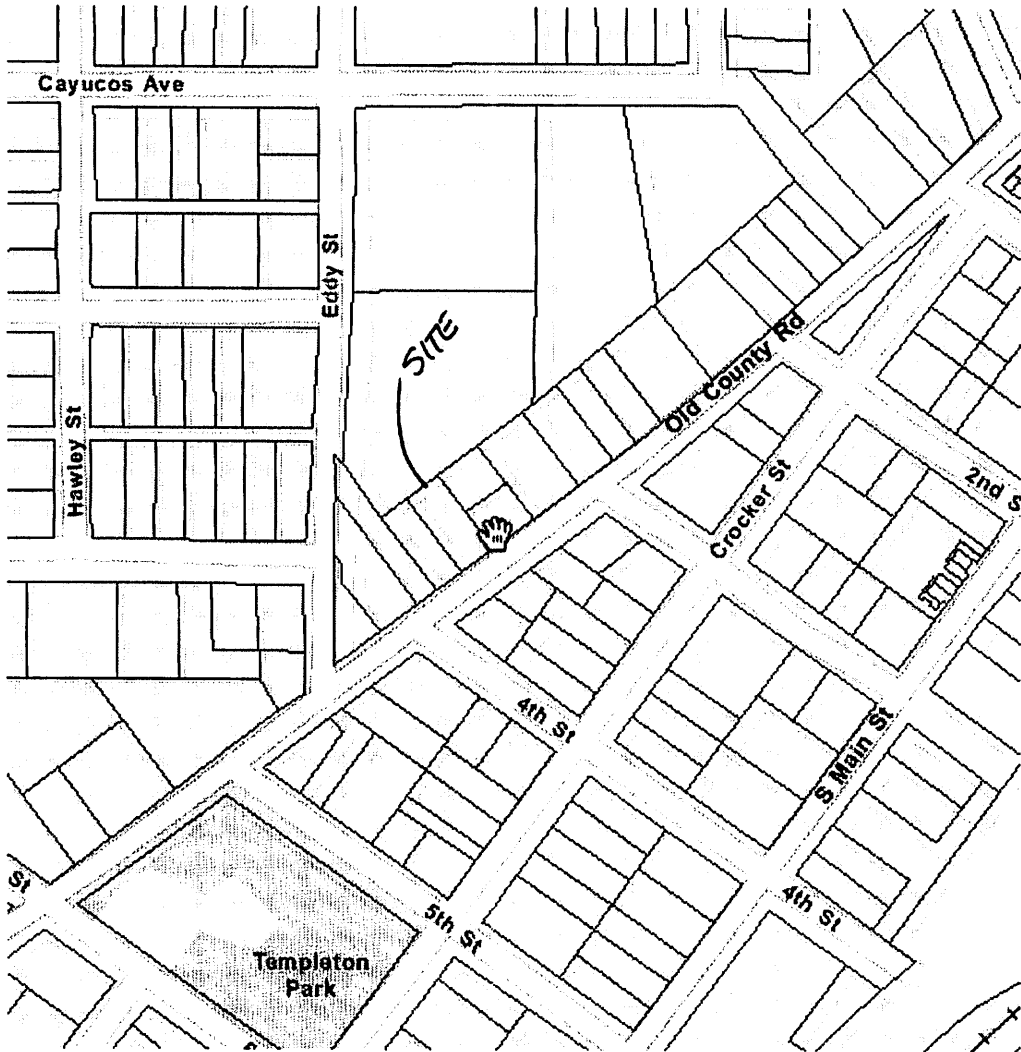 Cayucos Ave
Eddy St
SITE
Old County Rd
Hawley St
Crocker St
2nd S
4th St
S Main St
St
5th St
4th St
Templeton
Park